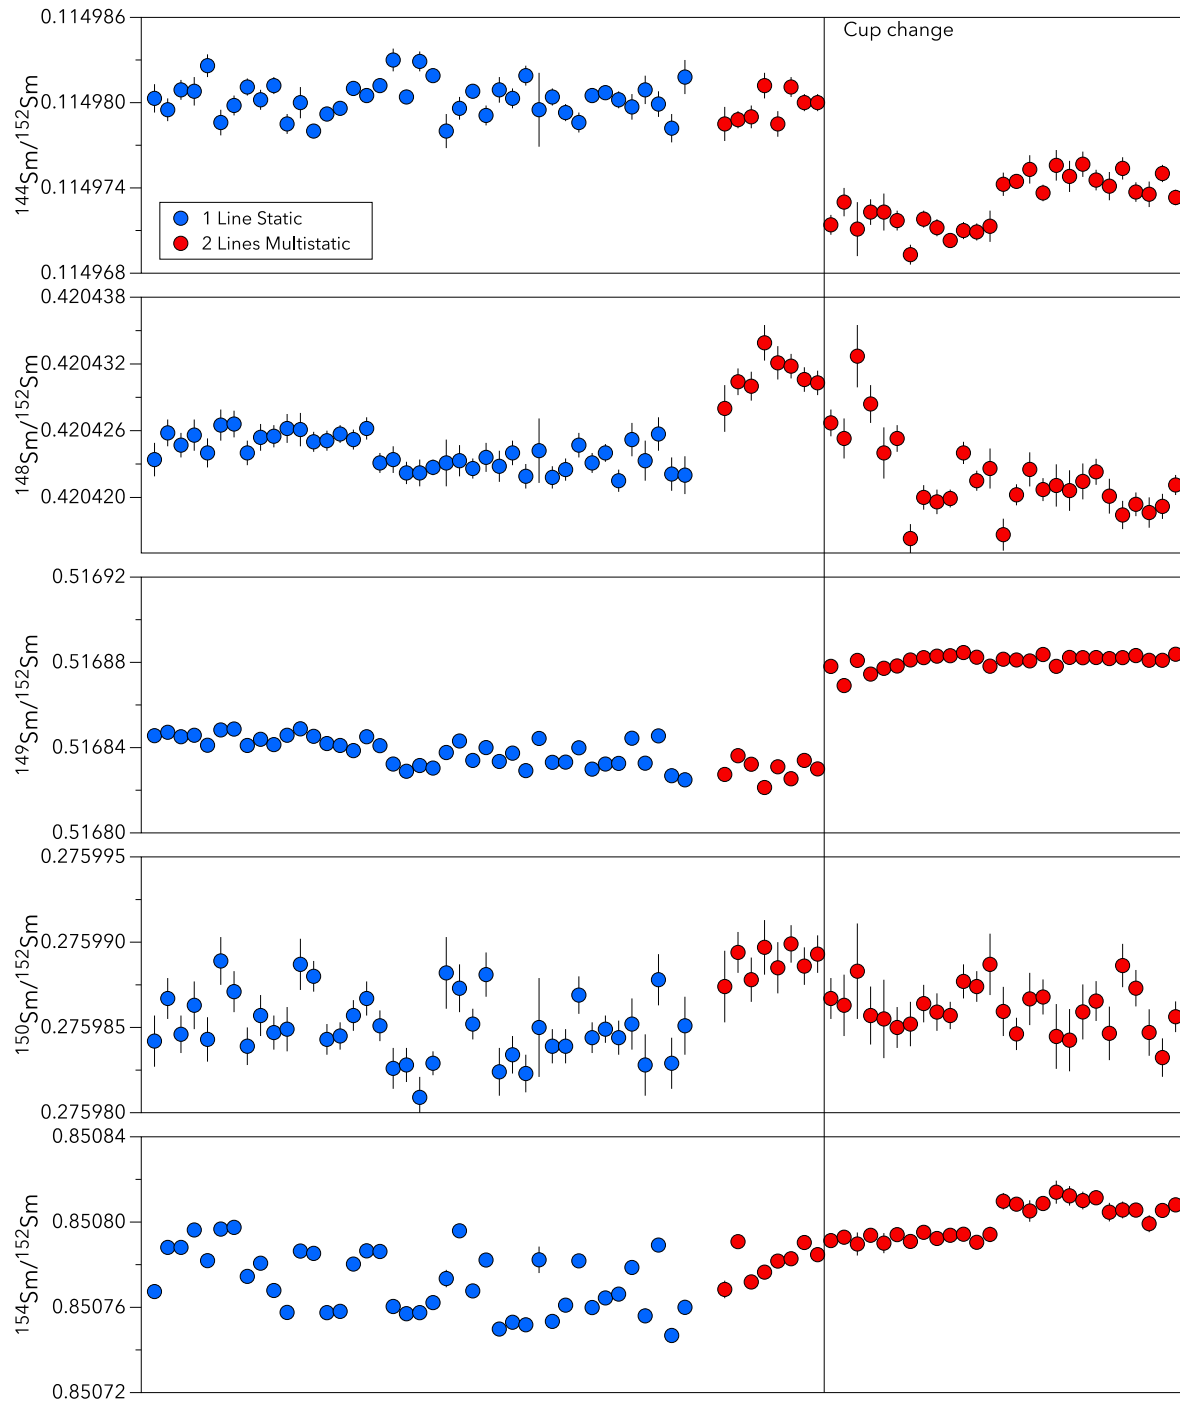 Cup change
0.114986
0.114980
0.114974
0.114968
¹⁴⁴Sm/¹⁵²Sm
1 Line Static
2 Lines Multistatic
0.420438
0.420432
0.420426
0.420420
¹⁴⁸Sm/¹⁵²Sm
0.51692
0.51688
0.51684
0.51680
¹⁴⁹Sm/¹⁵²Sm
0.275995
0.275990
0.275985
0.275980
¹⁵⁰Sm/¹⁵²Sm
0.85084
0.85080
0.85076
0.85072
¹⁵⁴Sm/¹⁵²Sm